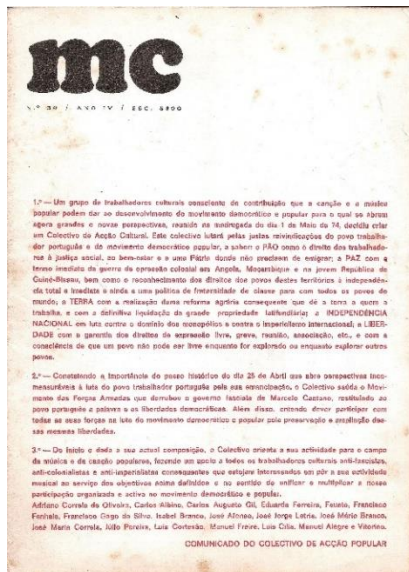 mc
N.º 30 / ANO IV / ESC. 6$00
1.º — Um grupo de trabalhadores culturais consciente da contribuição que a canção e a música
popular podem dar ao desenvolvimento do movimento democrático e popular para o qual se abrem
agora grandes e novas perspectivas, reunido na madrugada do dia 1 de Maio de 74, decidiu criar
um Colectivo de Acção Cultural. Este colectivo lutará pelas justas reivindicações do povo trabalha-
dor português e do movimento democrático popular, a saber: o PÃO como o direito dos trabalhado-
res à justiça social, ao bem-estar e a uma Pátria donde não precisem de emigrar; a PAZ com a
termo imediato da guerra da opressão colonial em Angola, Moçambique e na jovem República da
Guiné-Bissau, bem como o reconhecimento dos direitos dos povos destes territórios à independên-
cia total e imediata e ainda a uma política de fraternidade de classe para com todos os povos do
mundo; a TERRA com a realização duma reforma agrária consequente que dê a terra a quem a
trabalha, e com a definitiva liquidação da grande propriedade latifundiária; a INDEPENDÊNCIA
NACIONAL em luta contra o domínio dos monopólios e contra o imperialismo internacional; a LIBER-
DADE com a garantia dos direitos de expressão livre, greve, reunião, associação, etc., e com a
consciência de que um povo não pode ser livre enquanto for explorado ou enquanto explorar outros
povos.
2.º — Constatando a importância do passo histórico do dia 25 de Abril que abre perspectivas inco-
mensuráveis à luta do povo trabalhador português pela sua emancipação, o Colectivo saúda o Movi-
mento das Forças Armadas que derrubou o governo fascista de Marcelo Caetano, restituindo ao
povo português a palavra e as liberdades democráticas. Além disso, entende dever participar com
todas as suas forças na luta do movimento democrático e popular pela preservação e ampliação des-
sas mesmas liberdades.
3.º — De início e dada a sua actual composição, o Colectivo orienta a sua actividade para o campo
da música e da canção populares, fazendo um apelo a todos os trabalhadores culturais anti-fascistas,
anti-colonialistas e anti-imperialistas consequentes que estejam interessados em pôr a sua actividade
musical ao serviço dos objectivos acima definidos e no sentido de unificar e multiplicar a nossa
participação organizada e activa no movimento democrático e popular.
Adriano Correia de Oliveira, Carlos Albino, Carlos Augusto Gil, Eduardo Ferreira, Fausto, Francisco
Fanhais, Francisco Gago da Silva, Isabel Branco, José Afonso, José Jorge Letria, José Mário Branco,
José Maria Correia, Júlio Pereira, Luís Cortesão, Manuel Freire, Luís Cília, Manuel Alegre e Vitorino.
COMUNICADO DO COLECTIVO DE ACÇÃO POPULAR